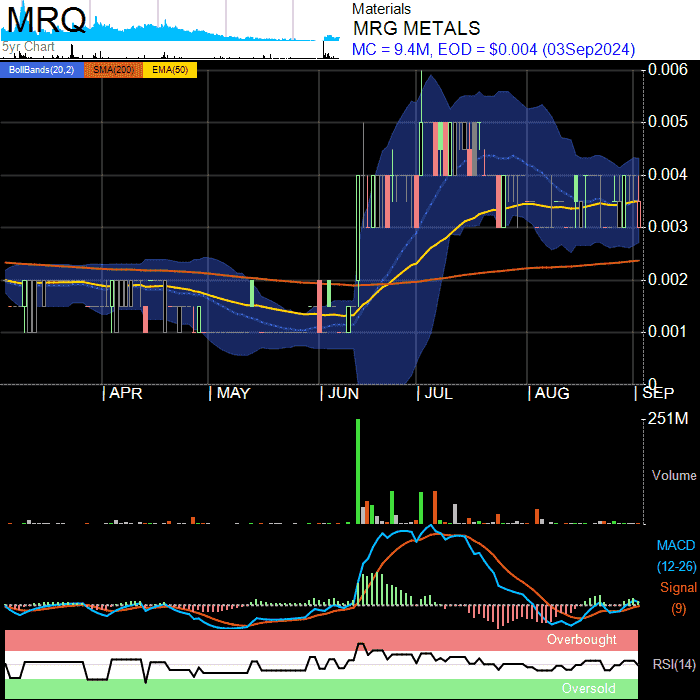 MRQ
5yr Chart
Materials
MRG METALS
MC = 9.4M, EOD = $0.004 (03Sep2024)
BollBands(20,2) SMA(200) EMA(50)
0.006
0.005
0.004
0.003
0.002
0.001
0
APR MAY JUN JUL AUG SEP
251M
Volume
MACD
(12-26)
Signal
(9)
Overbought
RSI(14)
Oversold